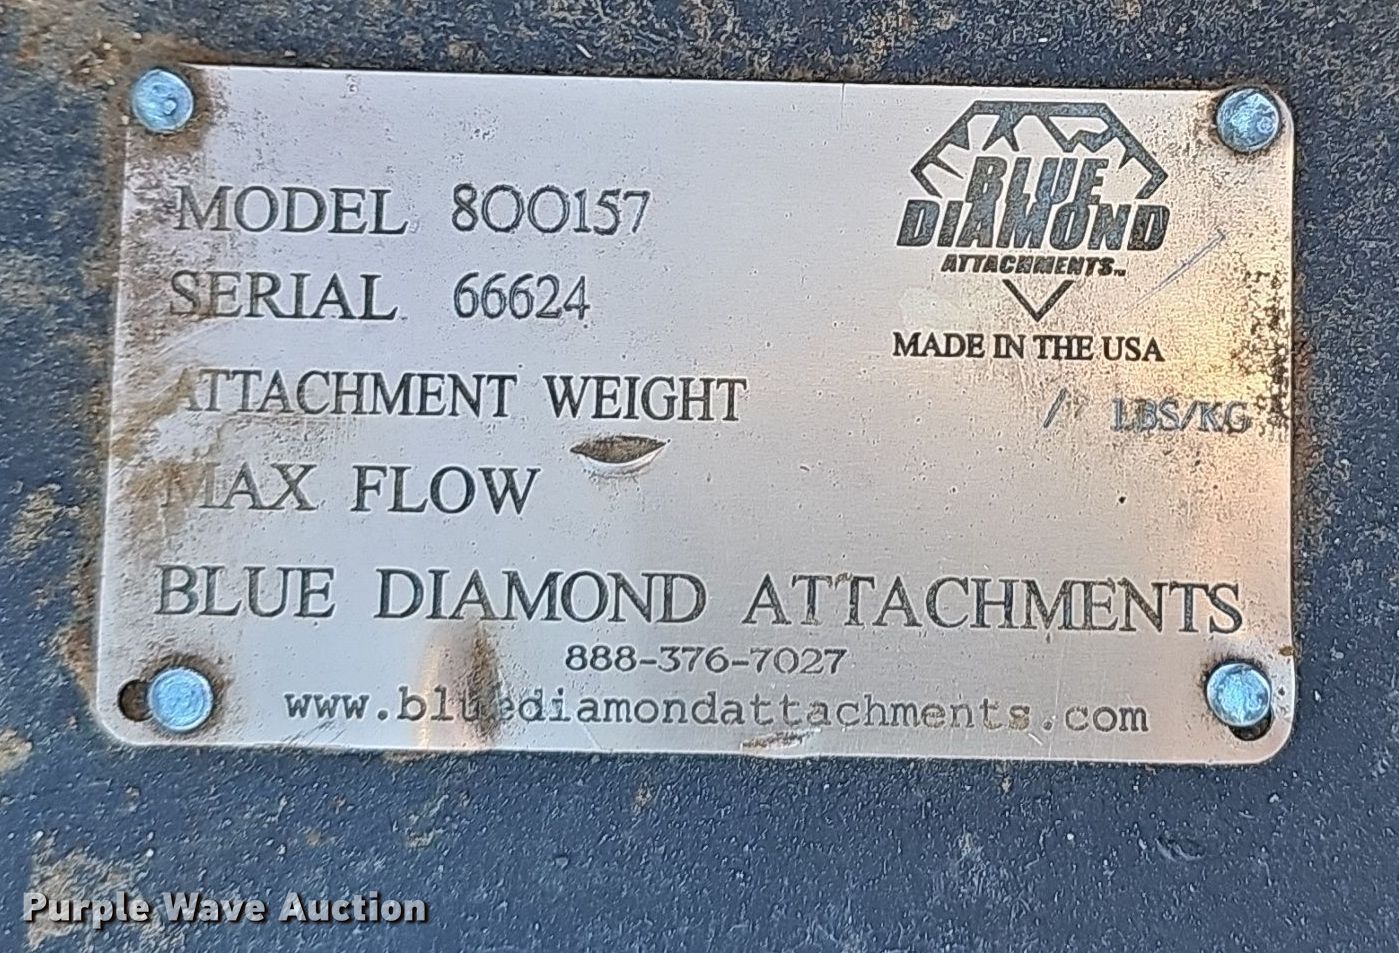 MODEL 800157
SERIAL 66624
BLUE
DIAMOND
ATTACHMENTS™
MADE IN THE USA
ATTACHMENT WEIGHT / LBS/KG
MAX FLOW
BLUE DIAMOND ATTACHMENTS
888-376-7027
www.bluediamondattachments.com
Purple Wave Auction